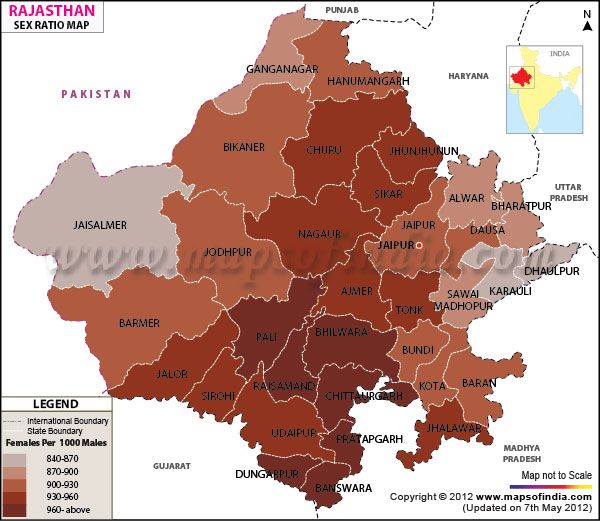 RAJASTHAN
SEX RATIO MAP
PUNJAB
N
INDIA
HARYANA
PAKISTAN
GANGANAGAR
HANUMANGARH
BIKANER
CHURU
JHUNJHUNUN
SIKAR
ALWAR
UTTAR
PRADESH
BHARATPUR
JAISALMER
NAGAUR
JAIPUR
DAUSA
JAIPUR
JODHPUR
www.mapsofindia.com
DHAULPUR
KARAULI
AJMER
SAWAI
MADHOPUR
TONK
BARMER
PALI
BHILWARA
BUNDI
JALOR
SIROHI
RAJSAMAND
CHITTAURGARH
KOTA
BARAN
UDAIPUR
JHALAWAR
PRATAPGARH
MADHYA
PRADESH
GUJARAT
DUNGARPUR
BANSWARA
LEGEND
International Boundary
State Boundary
Females Per 1000 Males
840-870
870-900
900-930
930-960
960- above
Map not to Scale
Copyright © 2012 www.mapsofindia.com
(Updated on 7th May 2012)